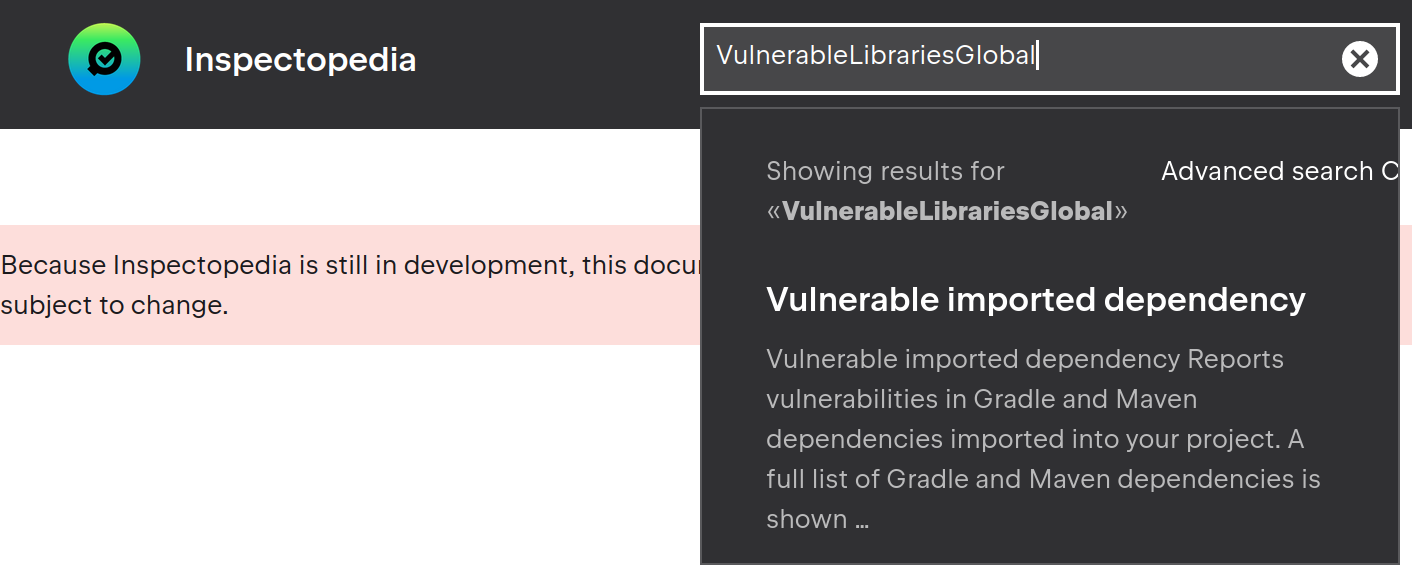 Inspectopedia
VulnerableLibrariesGlobal
Showing results for
«VulnerableLibrariesGlobal»
Advanced search
Because Inspectopedia is still in development, this
subject to change.
Vulnerable imported dependency
Vulnerable imported dependency Reports
vulnerabilities in Gradle and Maven
dependencies imported into your project. A
full list of Gradle and Maven dependencies is
shown ...